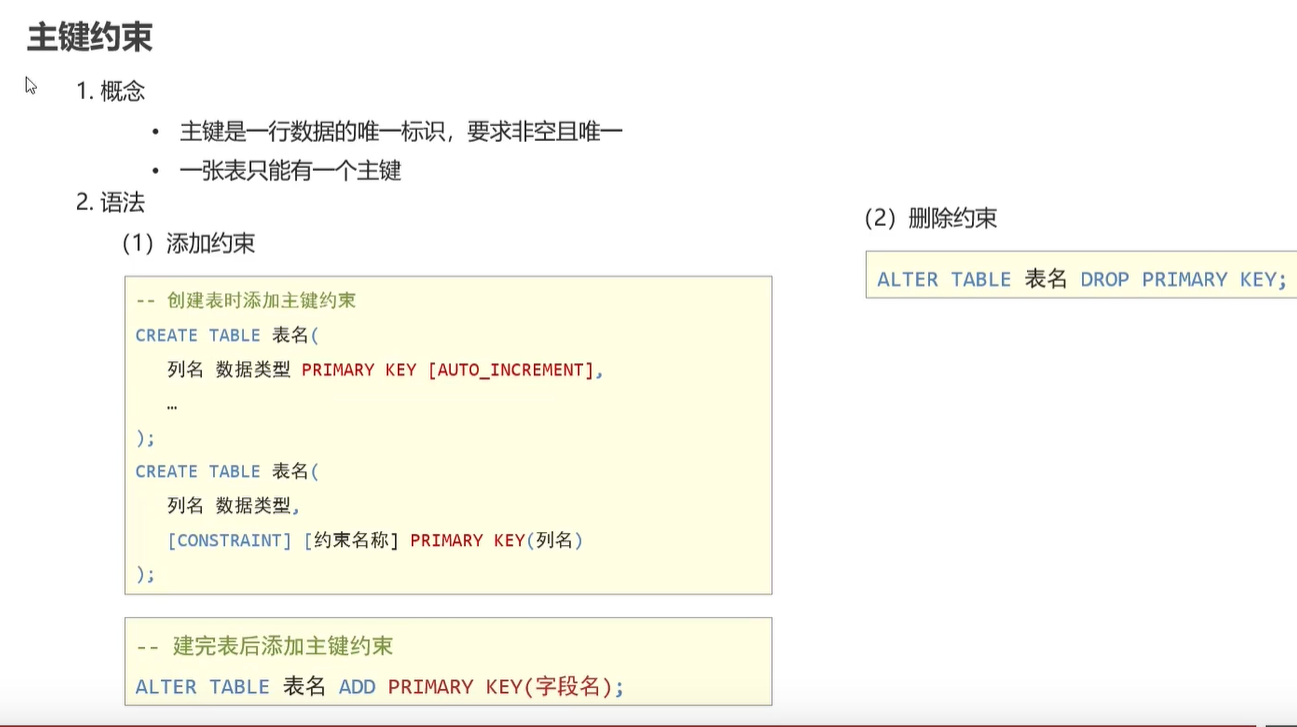 主键约束
1. 概念
• 主键是一行数据的唯一标识，要求非空且唯一
• 一张表只能有一个主键
2. 语法
（1）添加约束
-- 创建表时添加主键约束
CREATE TABLE 表名(
列名 数据类型 PRIMARY KEY [AUTO_INCREMENT],
…
);
CREATE TABLE 表名(
列名 数据类型,
[CONSTRAINT] [约束名称] PRIMARY KEY(列名)
);
-- 建完表后添加主键约束
ALTER TABLE 表名 ADD PRIMARY KEY(字段名);
（2）删除约束
ALTER TABLE 表名 DROP PRIMARY KEY;